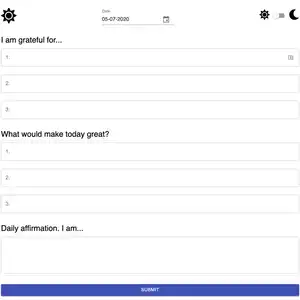 Date
05-07-2020
I am grateful for...
1.
2.
3.
What would make today great?
1.
2.
3.
Daily affirmation. I am...
SUBMIT